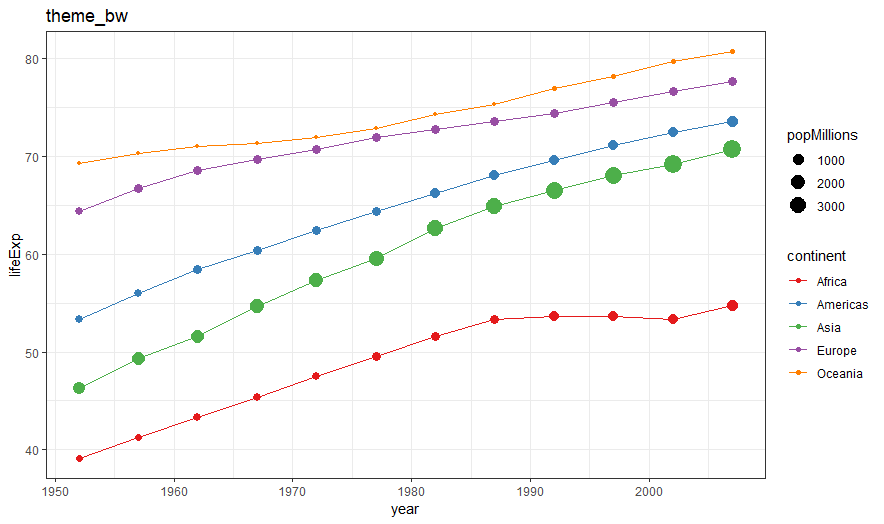 theme_bw
80
70
60
50
40
lifeExp
1950 1960 1970 1980 1990 2000
year
popMillions
1000
2000
3000
continent
Africa
Americas
Asia
Europe
Oceania